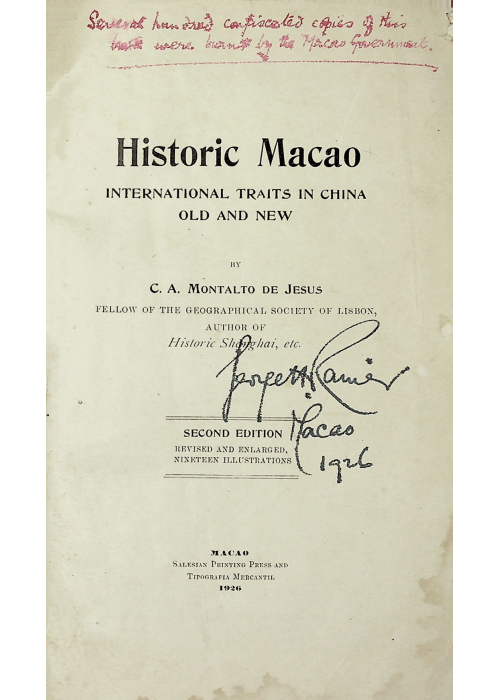 Several hundred confiscated copies of this
book were burnt by the Macao Government.
Historic Macao
INTERNATIONAL TRAITS IN CHINA
OLD AND NEW
BY
C. A. MONTALTO DE JESUS
FELLOW OF THE GEOGRAPHICAL SOCIETY OF LISBON,
AUTHOR OF
Historic Shanghai, etc.
George H.
SECOND EDITION
Macao
REVISED AND ENLARGED,
1926
NINETEEN ILLUSTRATIONS
MACAO
SALESIAN PRINTING PRESS AND
TIPOGRAFIA MERCANTIL
1926